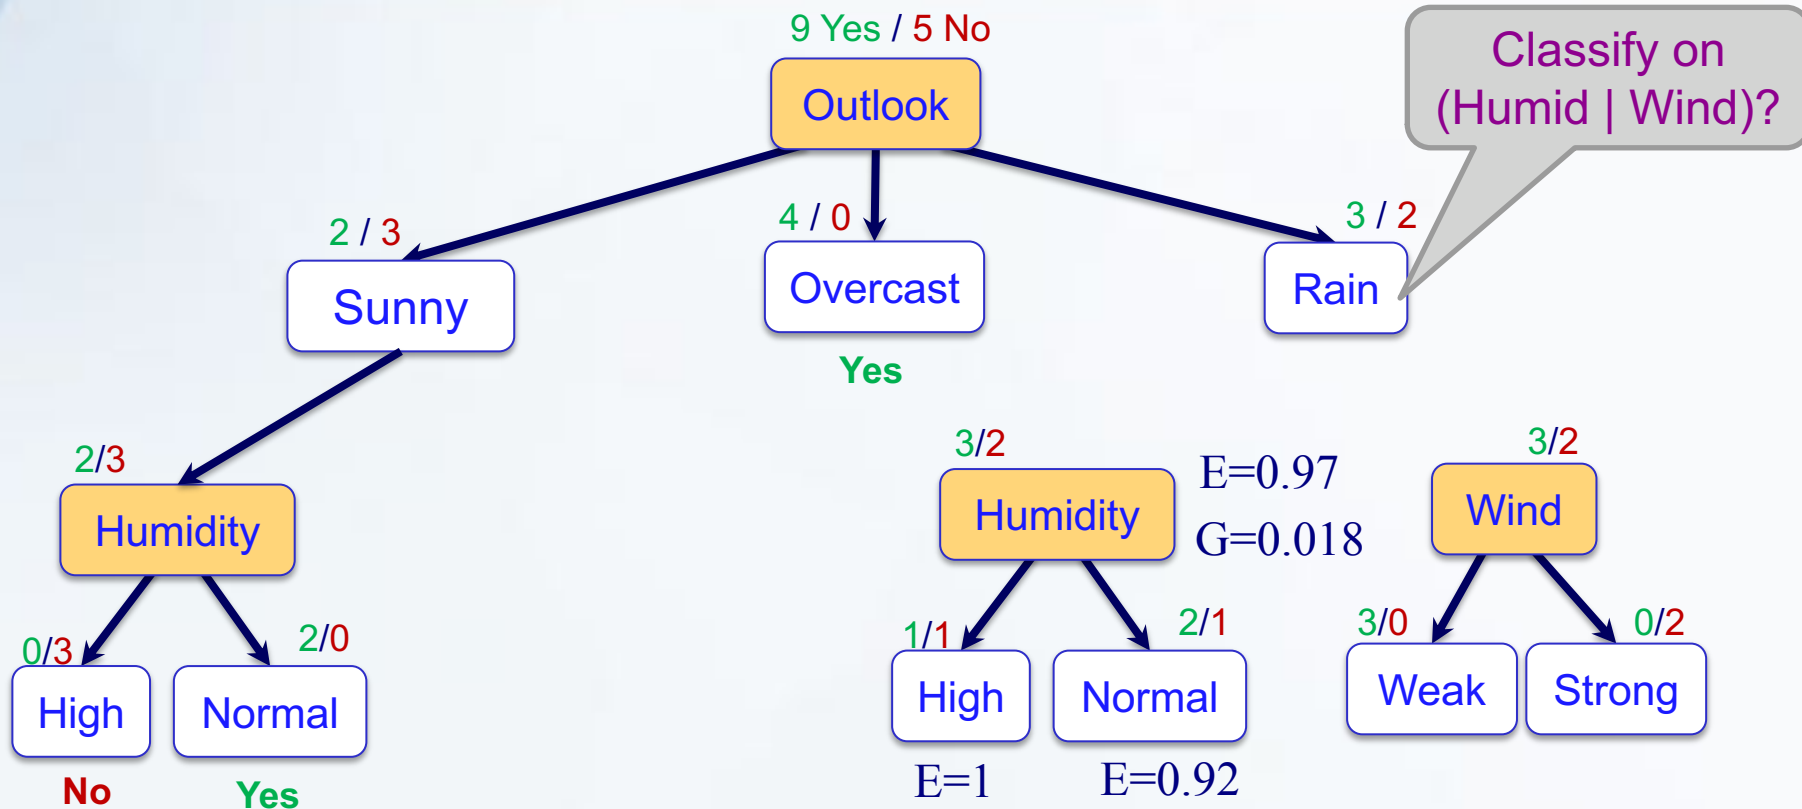 9 Yes / 5 No
Outlook
Classify on
(Humid | Wind)?
2 / 3
Sunny
4 / 0
Overcast
Yes
3 / 2
Rain
2/3
Humidity
0/3
High
No
2/0
Normal
Yes
3/2
Humidity
E=0.97
G=0.018
1/1
High
E=1
2/1
Normal
E=0.92
3/2
Wind
3/0
Weak
0/2
Strong